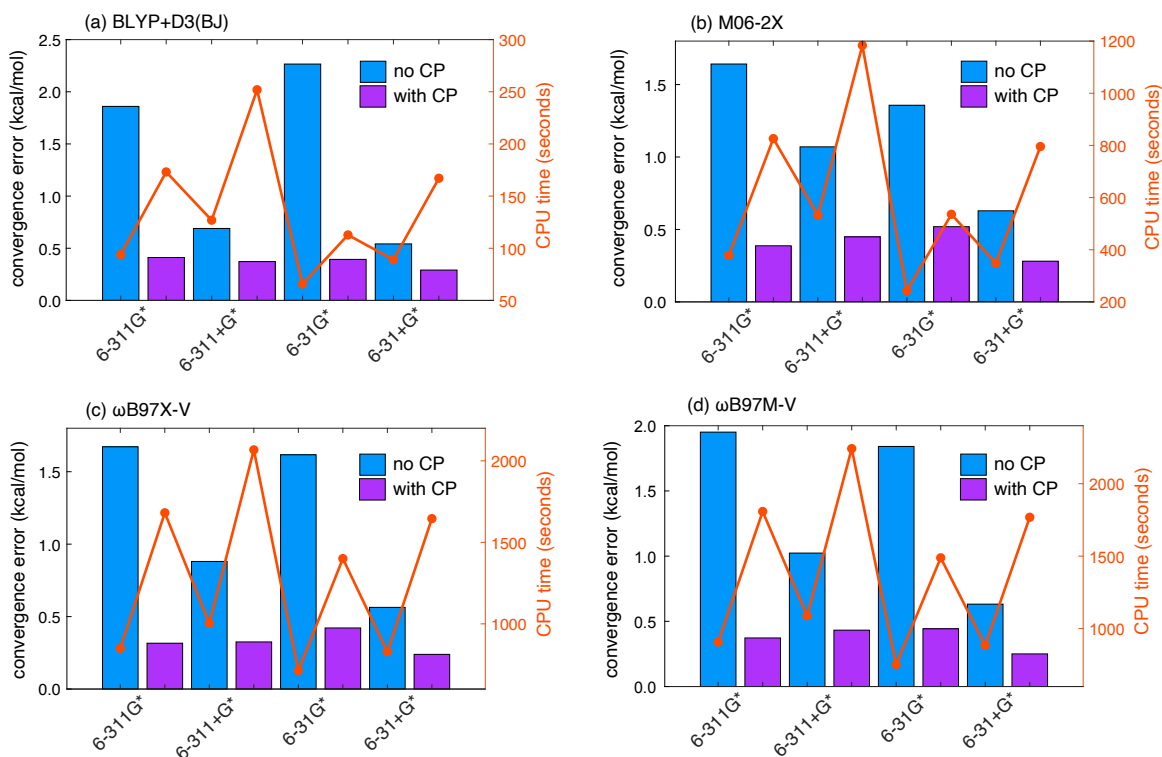 (a) BLYP+D3(BJ)
convergence error (kcal/mol)
2.5
2.0
1.5
1.0
0.5
0.0
no CP
with CP
300
250
200
150
100
50
CPU time (seconds)
6-311G*
6-311+G*
6-31G*
6-31+G*
(b) M06-2X
convergence error (kcal/mol)
1.5
1.0
0.5
0.0
no CP
with CP
1200
1000
800
600
400
200
CPU time (seconds)
6-311G*
6-311+G*
6-31G*
6-31+G*
(c) ωB97X-V
convergence error (kcal/mol)
1.5
1.0
0.5
0.0
no CP
with CP
2000
1500
1000
CPU time (seconds)
6-311G*
6-311+G*
6-31G*
6-31+G*
(d) ωB97M-V
convergence error (kcal/mol)
2.0
1.5
1.0
0.5
0.0
no CP
with CP
2000
1500
1000
CPU time (seconds)
6-311G*
6-311+G*
6-31G*
6-31+G*